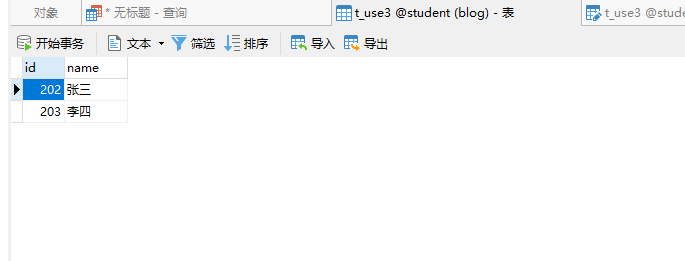 对象 * 无标题 - 查询 t_use3 @student (blog) - 表 t_use3 @stude
开始事务 文本 筛选 排序 导入 导出
id name
202 张三
203 李四